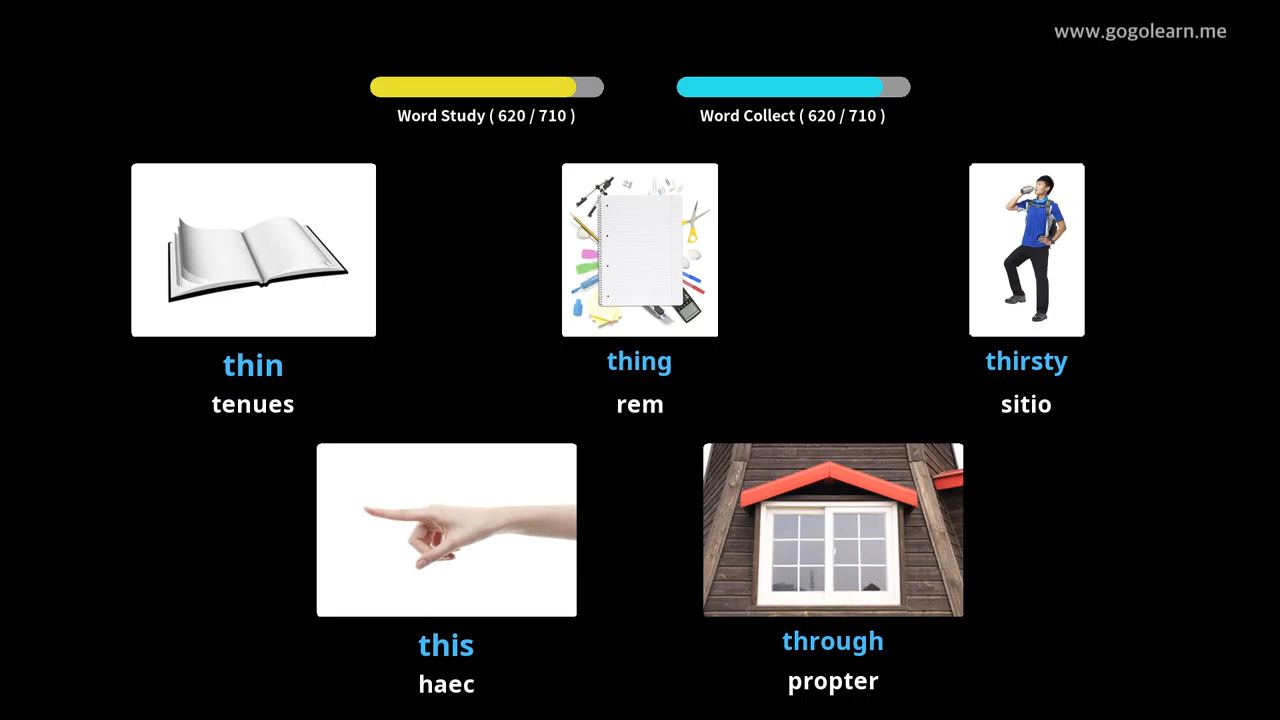 www.gogolearn.me
Word Study ( 620 / 710 )
Word Collect ( 620 / 710 )
thin
tenues
thing
rem
thirsty
sitio
this
haec
through
propter